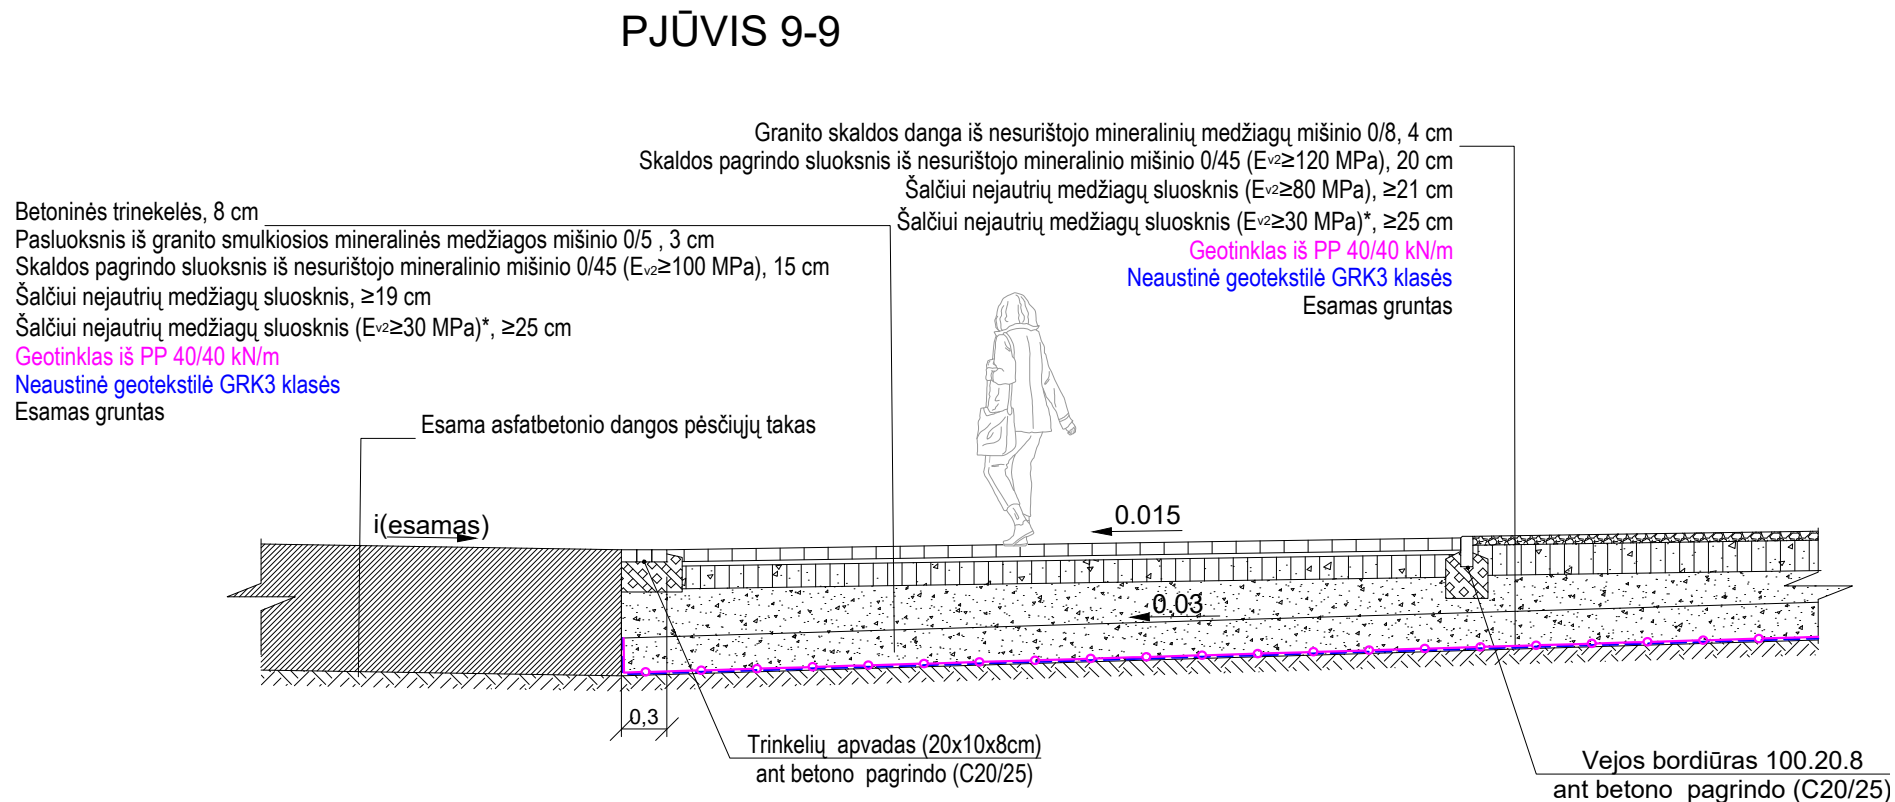 PJŪVIS 9-9
Granito skaldos danga iš nesurištojo mineralinių medžiagų mišinio 0/8, 4 cm
Skaldos pagrindo sluoksnis iš nesurištojo mineralinio mišinio 0/45 (Ev2≥120 MPa), 20 cm
Šalčiui nejautrių medžiagų sluosknis (Ev2≥80 MPa), ≥21 cm
Šalčiui nejautrių medžiagų sluosknis (Ev2≥30 MPa)*, ≥25 cm
Geotinklas iš PP 40/40 kN/m
Neaustinė geotekstilė GRK3 klasės
Esamas gruntas
Betoninės trinekelės, 8 cm
Pasluoksnis iš granito smulkiosios mineralinės medžiagos mišinio 0/5 , 3 cm
Skaldos pagrindo sluoksnis iš nesurištojo mineralinio mišinio 0/45 (Ev2≥100 MPa), 15 cm
Šalčiui nejautrių medžiagų sluosknis, ≥19 cm
Šalčiui nejautrių medžiagų sluosknis (Ev2≥30 MPa)*, ≥25 cm
Geotinklas iš PP 40/40 kN/m
Neaustinė geotekstilė GRK3 klasės
Esamas gruntas
Esama asfatbetonio dangos pėsčiųjų takas
i(esamas)
0.015
0.03
0,3
Trinkelių apvadas (20x10x8cm)
ant betono pagrindo (C20/25)
Vejos bordiūras 100.20.8
ant betono pagrindo (C20/25)